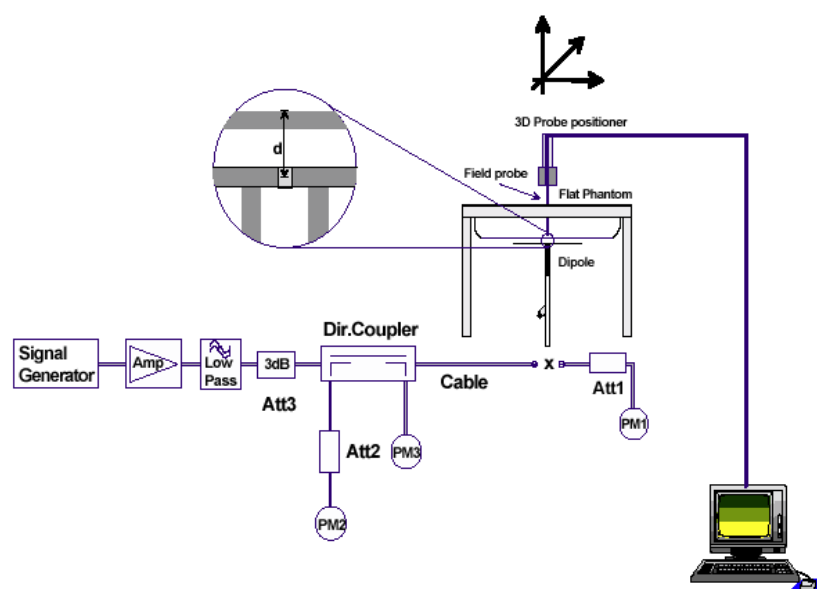 3D Probe positioner
d
Field probe
Flat Phantom
Dipole
Dir.Coupler
Signal
Generator
Amp
Low
Pass
3dB
Cable
x
Att1
Att3
PM1
Att2
PM3
PM2